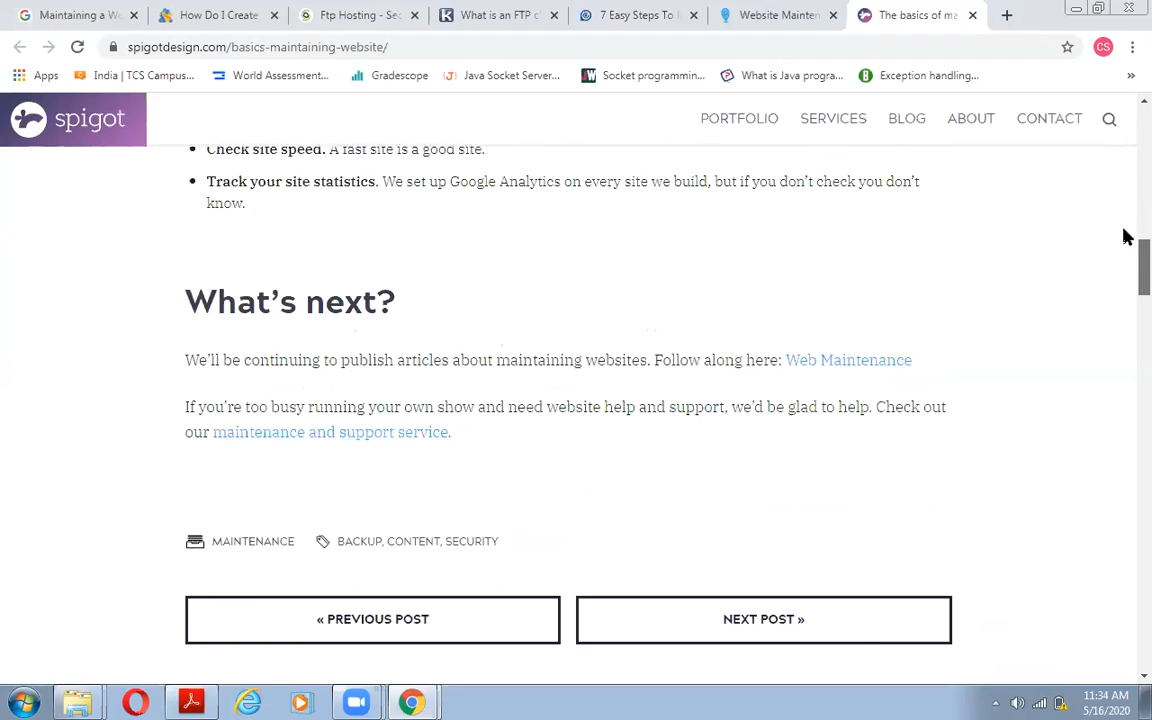 Maintaining a We
How Do I Create
Ftp Hosting - Sec
What is an FTP c
7 Easy Steps To
Website Mainten
The basics of ma
spigotdesign.com/basics-maintaining-website/
CS
Apps
India | TCS Campus...
World Assessment...
Gradescope
Java Socket Server...
Socket programmin...
What is Java progra...
Exception handling...
»
spigot
PORTFOLIO
SERVICES
BLOG
ABOUT
CONTACT
• Check site speed. A fast site is a good site.
• Track your site statistics. We set up Google Analytics on every site we build, but if you don't check you don't
know.
What's next?
We'll be continuing to publish articles about maintaining websites. Follow along here: Web Maintenance
If you're too busy running your own show and need website help and support, we'd be glad to help. Check out
our maintenance and support service.
MAINTENANCE
BACKUP, CONTENT, SECURITY
« PREVIOUS POST
NEXT POST »
11:34 AM
5/16/2020